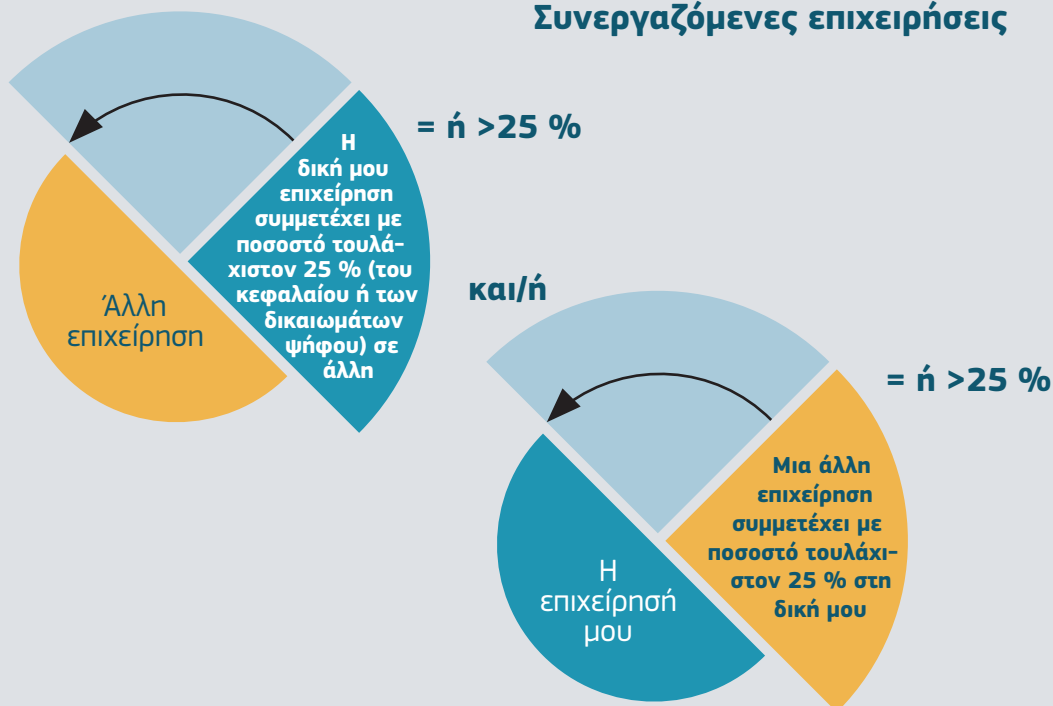 Συνεργαζόμενες επιχειρήσεις
= ή >25 %
Η
δική μου
επιχείρηση
συμμετέχει με
ποσοστό τουλά-
χιστον 25 % (του
κεφαλαίου ή των
δικαιωμάτων
ψήφου) σε
άλλη
Άλλη
επιχείρηση
και/ή
= ή >25 %
Μια άλλη
επιχείρηση
συμμετέχει με
ποσοστό τουλάχι-
στον 25 % στη
δική μου
Η
επιχείρησή
μου